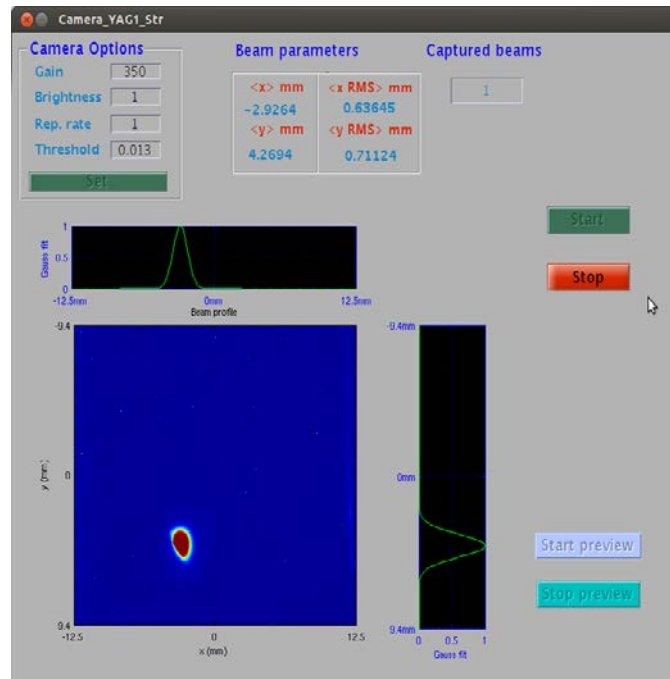 Camera_YAG1_Str
Camera Options
Gain 350
Brightness 1
Rep. rate 1
Threshold 0.013
Set
Beam parameters
<x> mm <x RMS> mm
-2.9264 0.63645
<y> mm <y RMS> mm
4.2694 0.71124
Captured beams
1
Start
Stop
Gauss fit
1
0.5
0
-12.5mm 0mm 12.5mm
Beam profile
-9.4
0
9.4
y (mm)
-12.5 0 12.5
x (mm)
-9.4mm
0mm
9.4mm
0 0.5 1
Gauss fit
Start preview
Stop preview